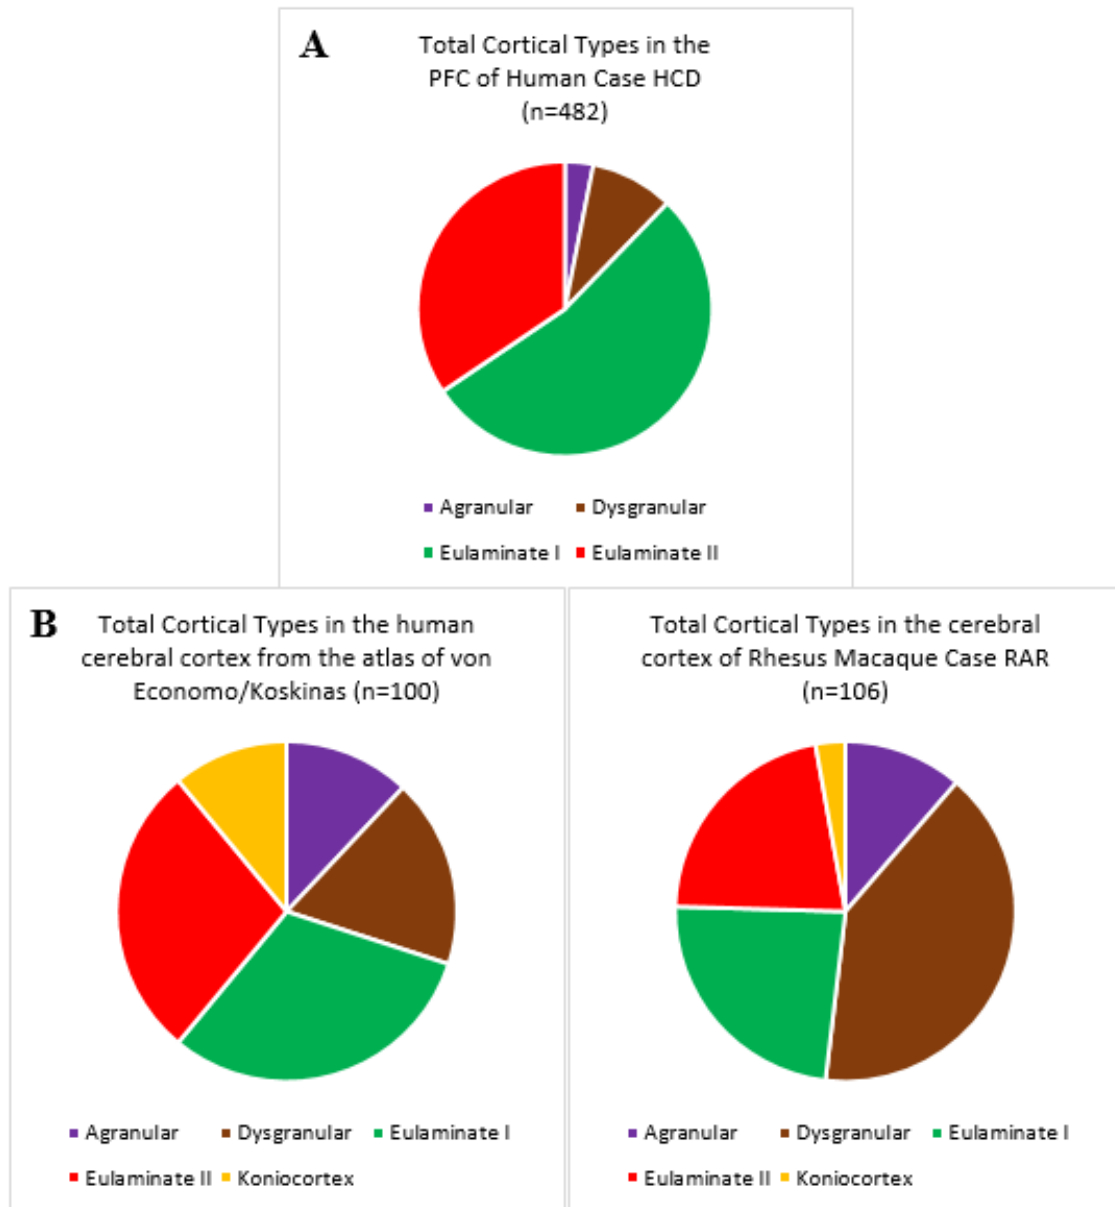 A
Total Cortical Types in the
PFC of Human Case HCD
(n=482)
Agranular
Dysgranular
Eulaminate I
Eulaminate II
B
Total Cortical Types in the human
cerebral cortex from the atlas of von
Economo/Koskinas (n=100)
Agranular
Dysgranular
Eulaminate I
Eulaminate II
Koniocortex
Total Cortical Types in the cerebral
cortex of Rhesus Macaque Case RAR
(n=106)
Agranular
Dysgranular
Eulaminate I
Eulaminate II
Koniocortex